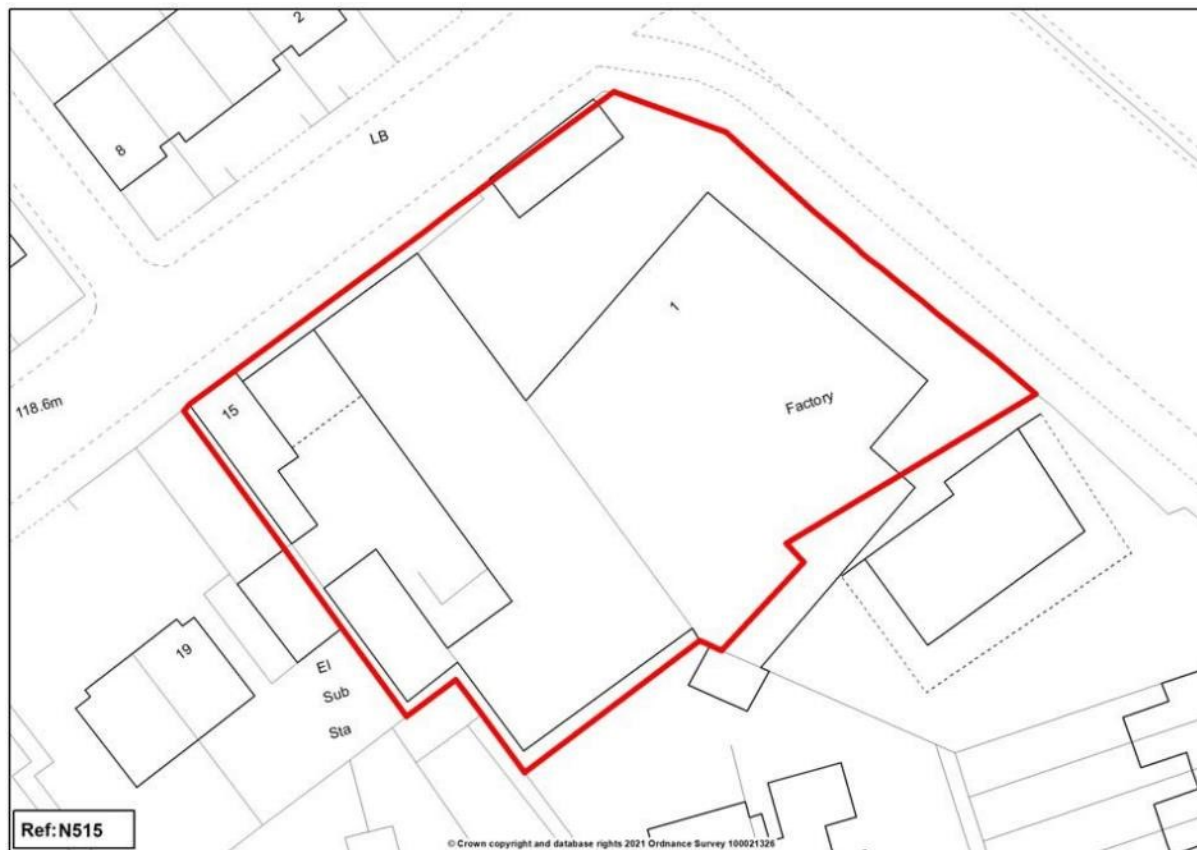 2
8
LB
1
15
118.6m
Factory
19
El
Sub
Sta
Ref:N515
© Crown copyright and database rights 2021 Ordnance Survey 100021326